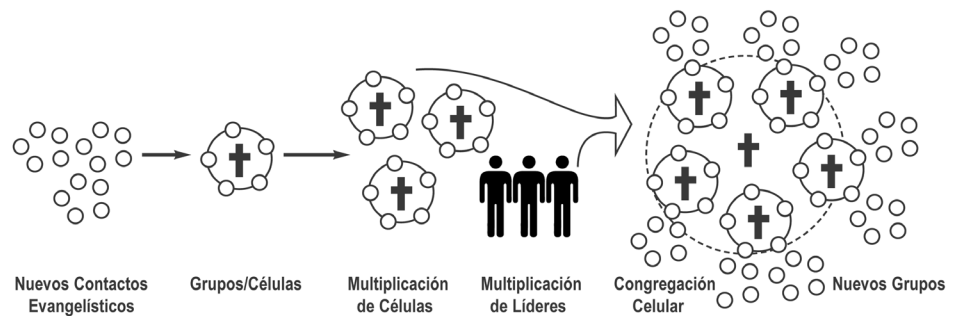 Nuevos Contactos
Evangelísticos
Grupos/Células
Multiplicación
de Células
Multiplicación
de Líderes
Congregación
Celular
Nuevos Grupos